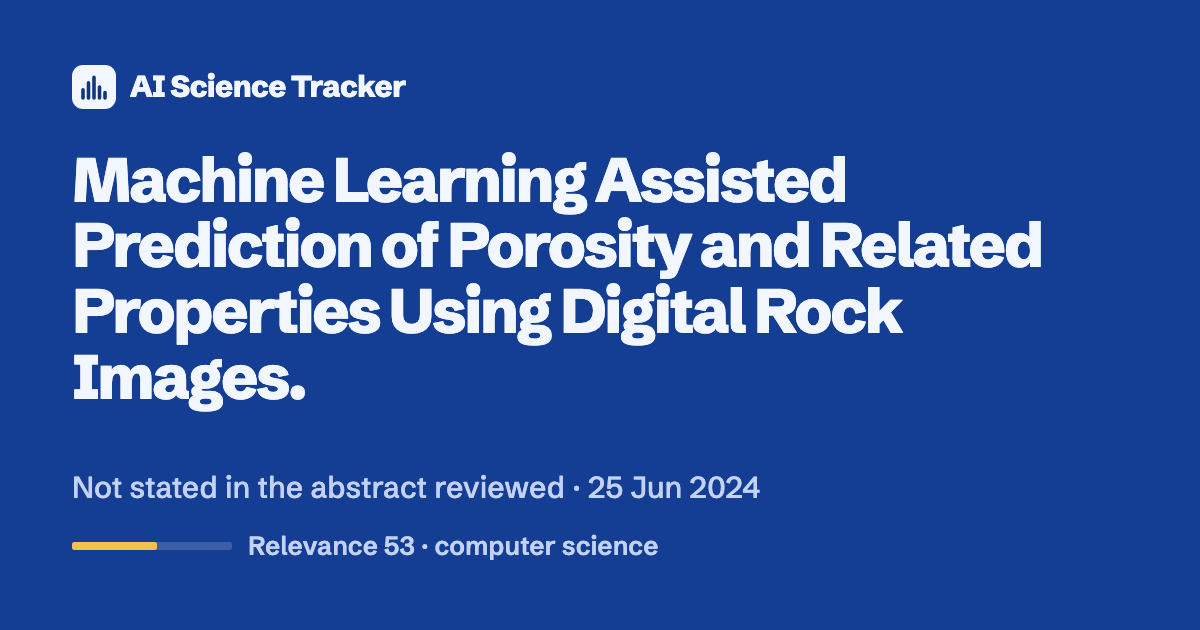 AI Science Tracker
Machine Learning Assisted
Prediction of Porosity and Related
Properties Using Digital Rock
Images.
Not stated in the abstract reviewed · 25 Jun 2024
Relevance 53 · computer science